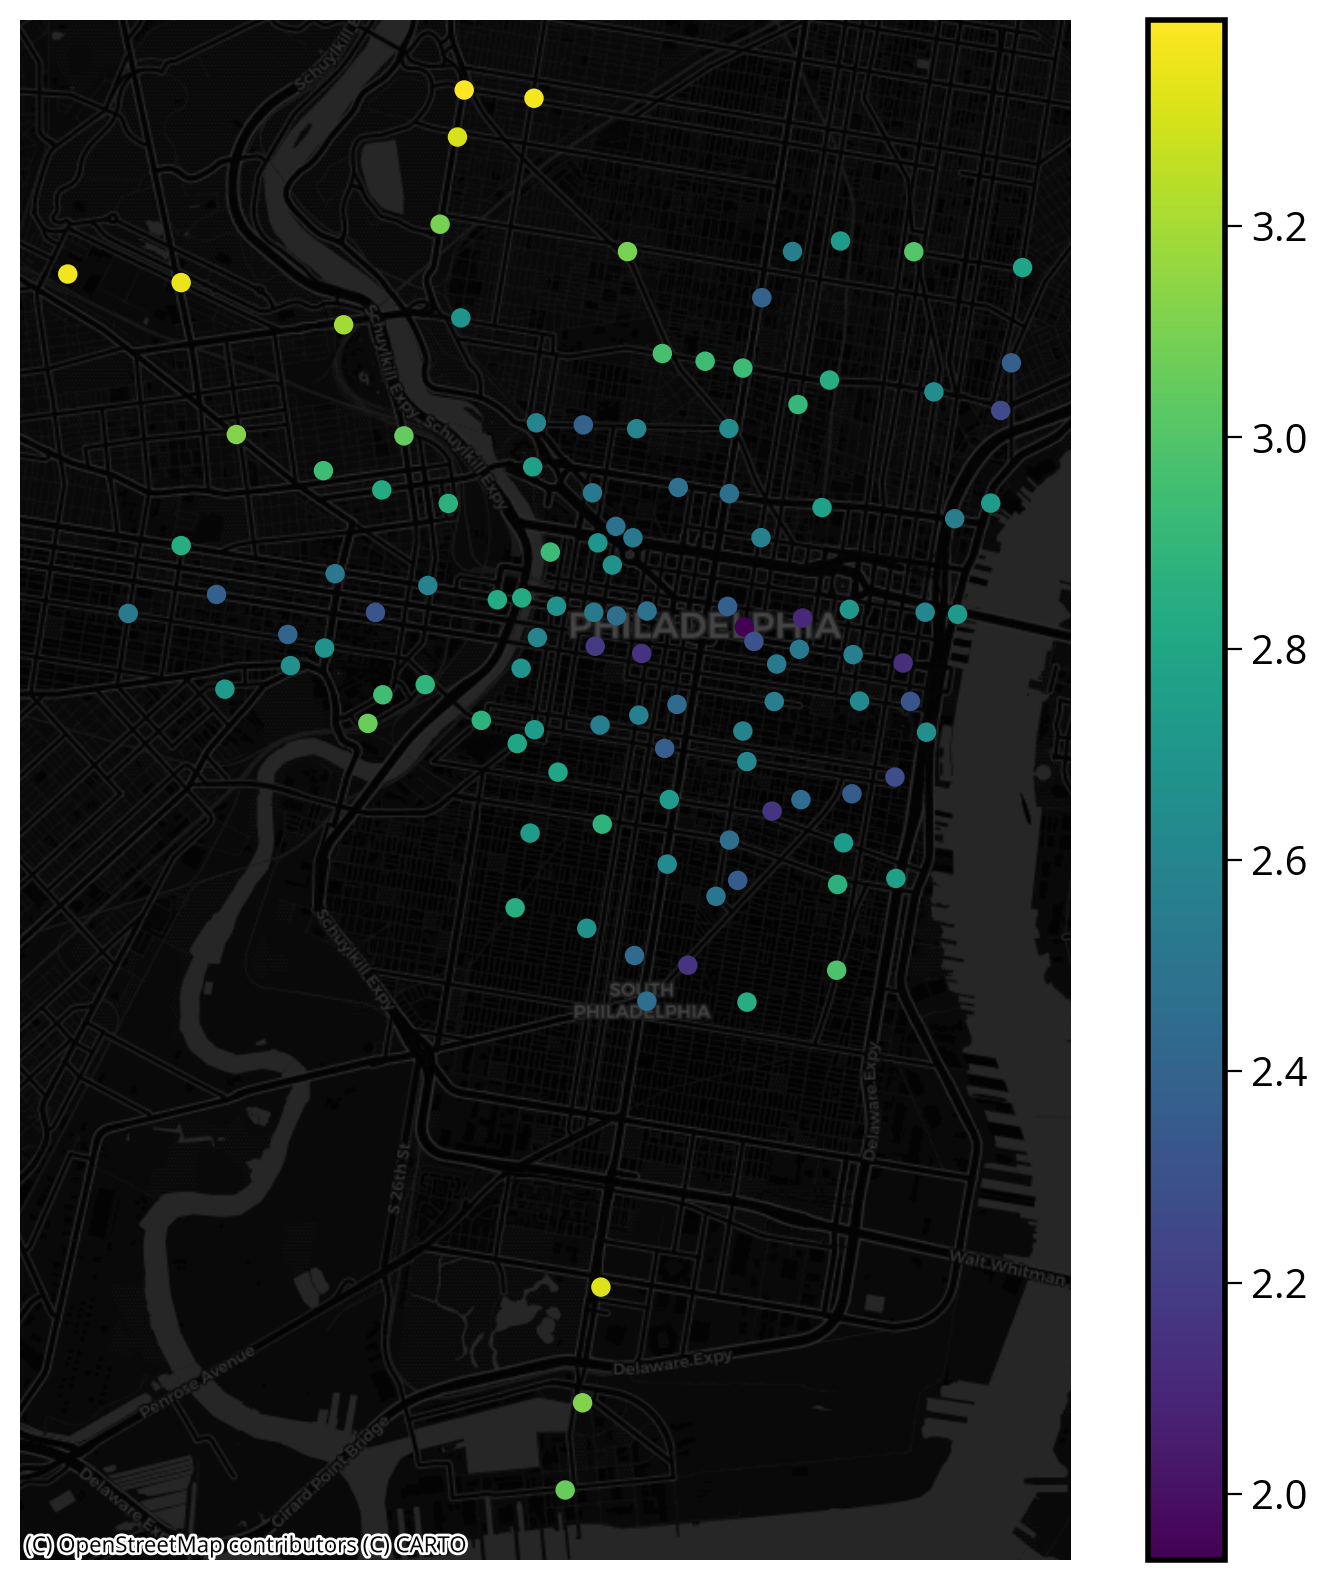 Schuylkill E
3.2
Schuylkill Expy
Schuylkill Expy
3.0
2.8
PHILADELPHIA
2.6
Schuylkill Expy
SOUTH
PHILADELPHIA
2.4
Delaware Expy
S 26th St
Walt Whitman
2.2
Delaware Expy
Penrose Avenue
Girard Point Bridge
Delaware Ex
2.0
(C) OpenStreetMap contributors (C) CARTO